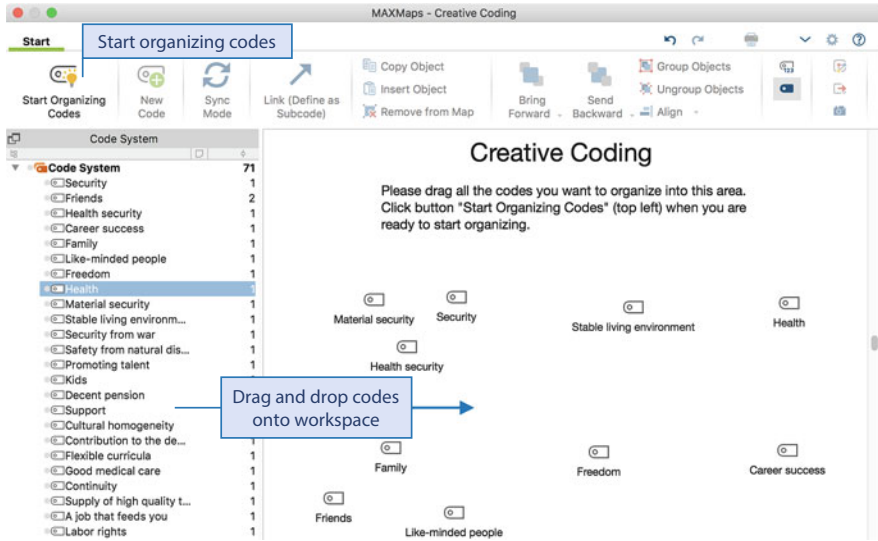 MAXMaps - Creative Coding
Start
Start organizing codes
Start Organizing
Codes
New
Code
Sync
Mode
Link (Define as
Subcode)
Copy Object
Insert Object
Remove from Map
Bring
Forward
Send
Backward
Group Objects
Ungroup Objects
Align
Code System
Code System 71
Security 1
Friends 2
Health security 1
Career success 1
Family 1
Like-minded people 1
Freedom 1
Health 1
Material security 1
Stable living environm... 1
Security from war 1
Safety from natural dis... 1
Promoting talent 1
Kids
Decent pension
Support
Cultural homogeneity
Contribution to the de... 1
Flexible curricula 1
Good medical care 1
Continuity 1
Supply of high quality t... 1
A job that feeds you 1
Labor rights 1
Creative Coding
Please drag all the codes you want to organize into this area.
Click button "Start Organizing Codes" (top left) when you are
ready to start organizing.
Material security
Security
Stable living environment
Health
Health security
Drag and drop codes
onto workspace
Family
Freedom
Career success
Friends
Like-minded people